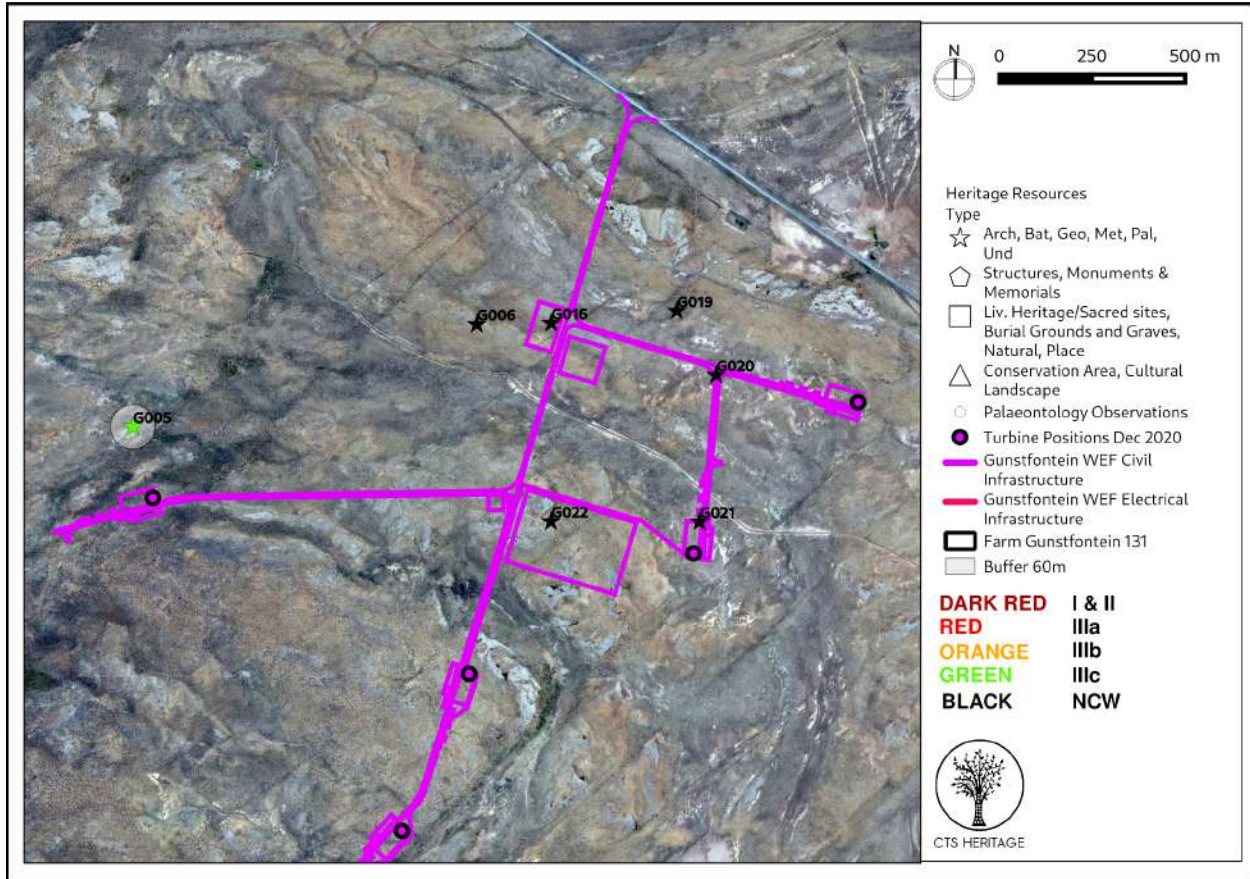 G006
G016
G019
G020
G005
G022
G021
N
0 250 500 m
Heritage Resources
Type
Arch, Bat, Geo, Met, Pal,
Und
Structures, Monuments &
Memorials
Liv. Heritage/Sacred sites,
Burial Grounds and Graves,
Natural, Place
Conservation Area, Cultural
Landscape
Palaeontology Observations
Turbine Positions Dec 2020
Gunstfontein WEF Civil
Infrastructure
Gunstfontein WEF Electrical
Infrastructure
Farm Gunstfontein 131
Buffer 60m
DARK RED I & II
RED IIIa
ORANGE IIIb
GREEN IIIc
BLACK NCW
CTS HERITAGE